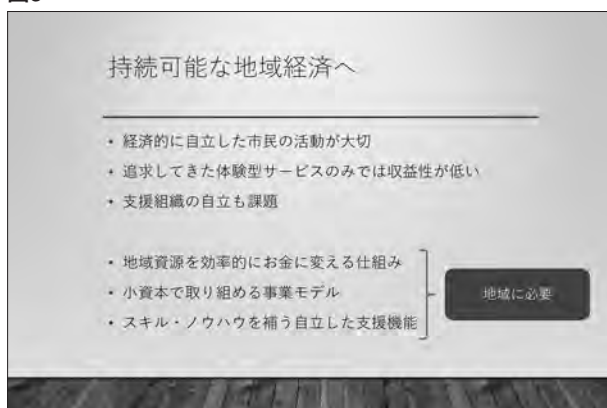 持続可能な地域経済へ
• 経済的に自立した市民の活動が大切
• 追求してきた体験型サービスのみでは収益性が低い
• 支援組織の自立も課題
• 地域資源を効率的にお金に変える仕組み
• 小資本で取り組める事業モデル
• スキル・ノウハウを補う自立した支援機能
地域に必要